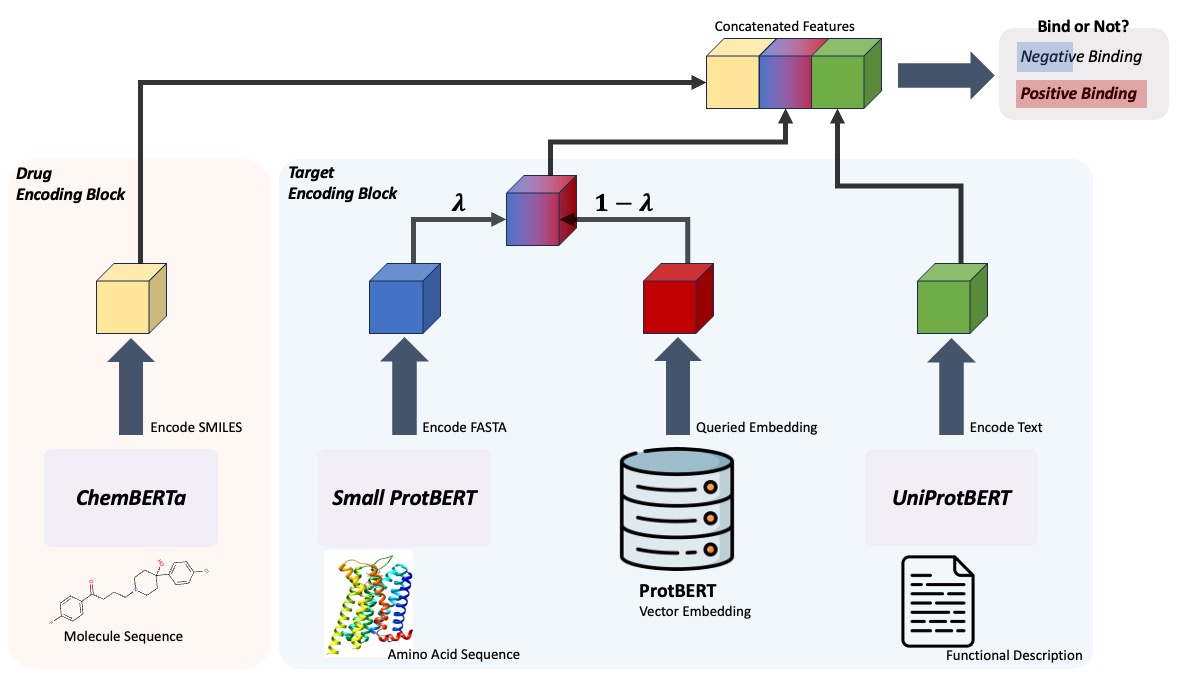 Concatenated Features
Bind or Not?
Negative Binding
Positive Binding
Drug
Encoding Block
Target
Encoding Block
λ
1 − λ
Encode SMILES
Encode FASTA
Queried Embedding
Encode Text
ChemBERTa
Small ProtBERT
UniProtBERT
ProtBERT
Vector Embedding
Molecule Sequence
Amino Acid Sequence
Functional Description